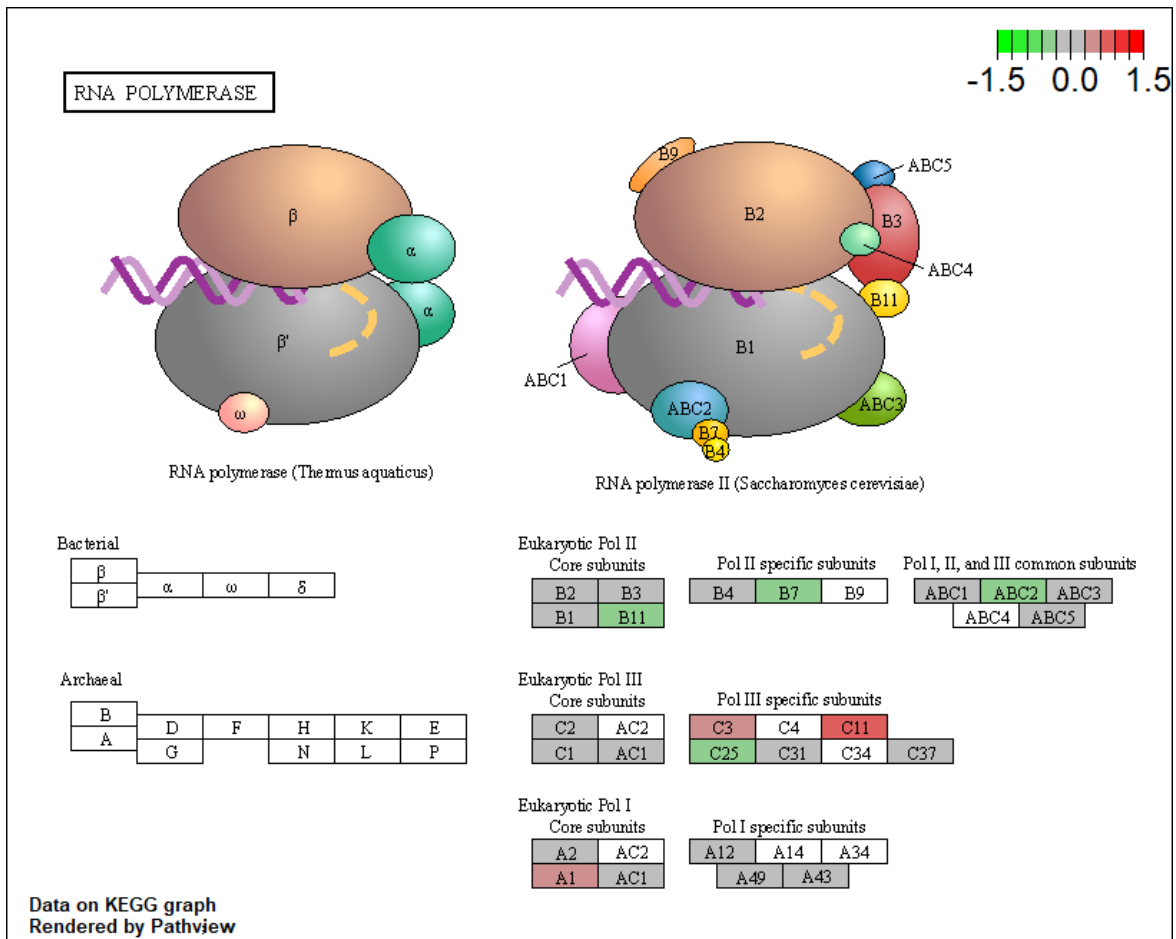 -1.5 0.0 1.5
RNA POLYMERASE
β
α
α
β'
ω
RNA polymerase (Thermus aquaticus)
B9
ABC5
B2
B3
ABC4
B11
B1
ABC1
ABC2
ABC3
B7
B4
RNA polymerase II (Saccharomyces cerevisiae)
Bacterial
β
β'
α ω δ
Archaeal
B
A
D F H K E
G N L P
Eukaryotic Pol II
Core subunits
B2 B3
B1 B11
Pol II specific subunits
B4 B7 B9
Pol I, II, and III common subunits
ABC1 ABC2 ABC3
ABC4 ABC5
Eukaryotic Pol III
Core subunits
C2 AC2
C1 AC1
Pol III specific subunits
C3 C4 C11
C25 C31 C34 C37
Eukaryotic Pol I
Core subunits
A2 AC2
A1 AC1
Pol I specific subunits
A12 A14 A34
A49 A43
Data on KEGG graph
Rendered by Pathview